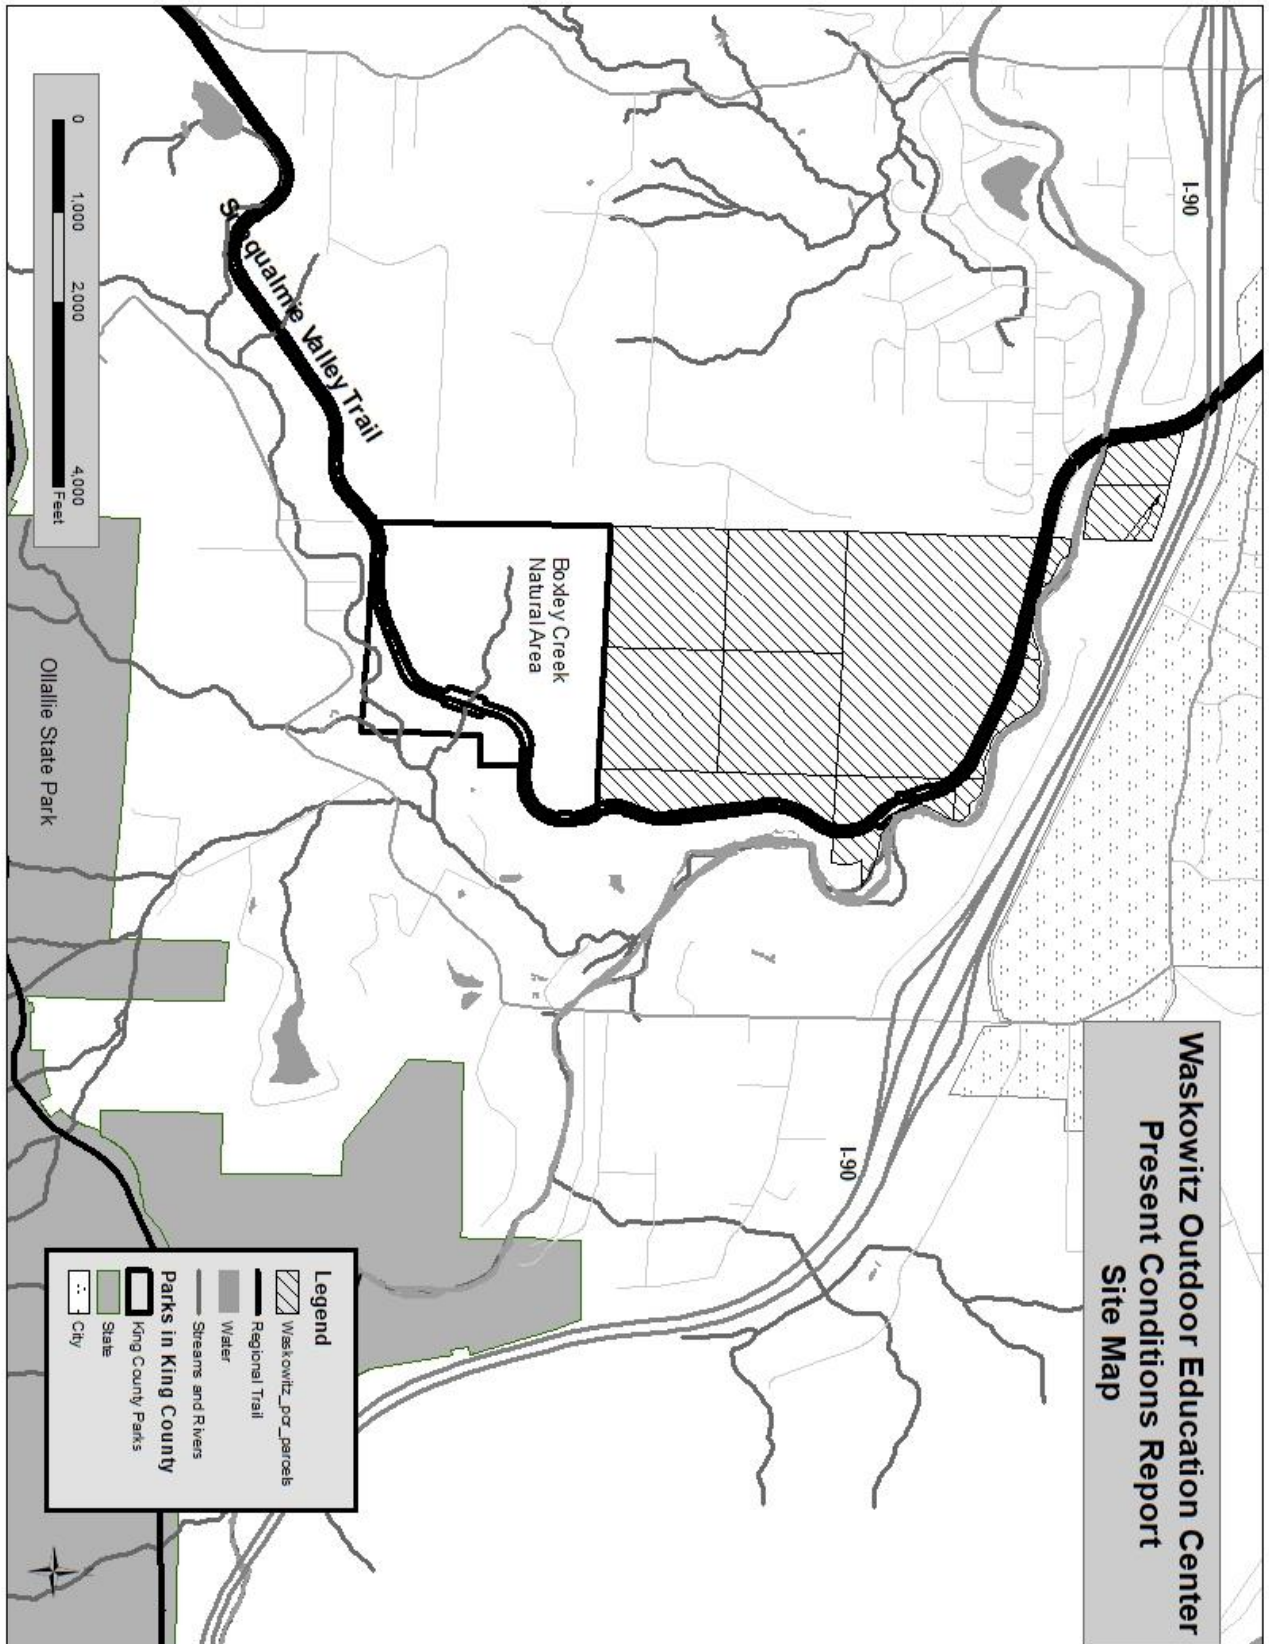 Waskowitz Outdoor Education Center
Present Conditions Report
Site Map
I-90
I-90
Boxley Creek
Natural Area
Snoqualmie Valley Trail
Ollallie State Park
0 1,000 2,000 4,000
Feet
Legend
Waskowitz_pcr_parcels
Regional Trail
Water
Streams and Rivers
Parks in King County
King County Parks
State
City